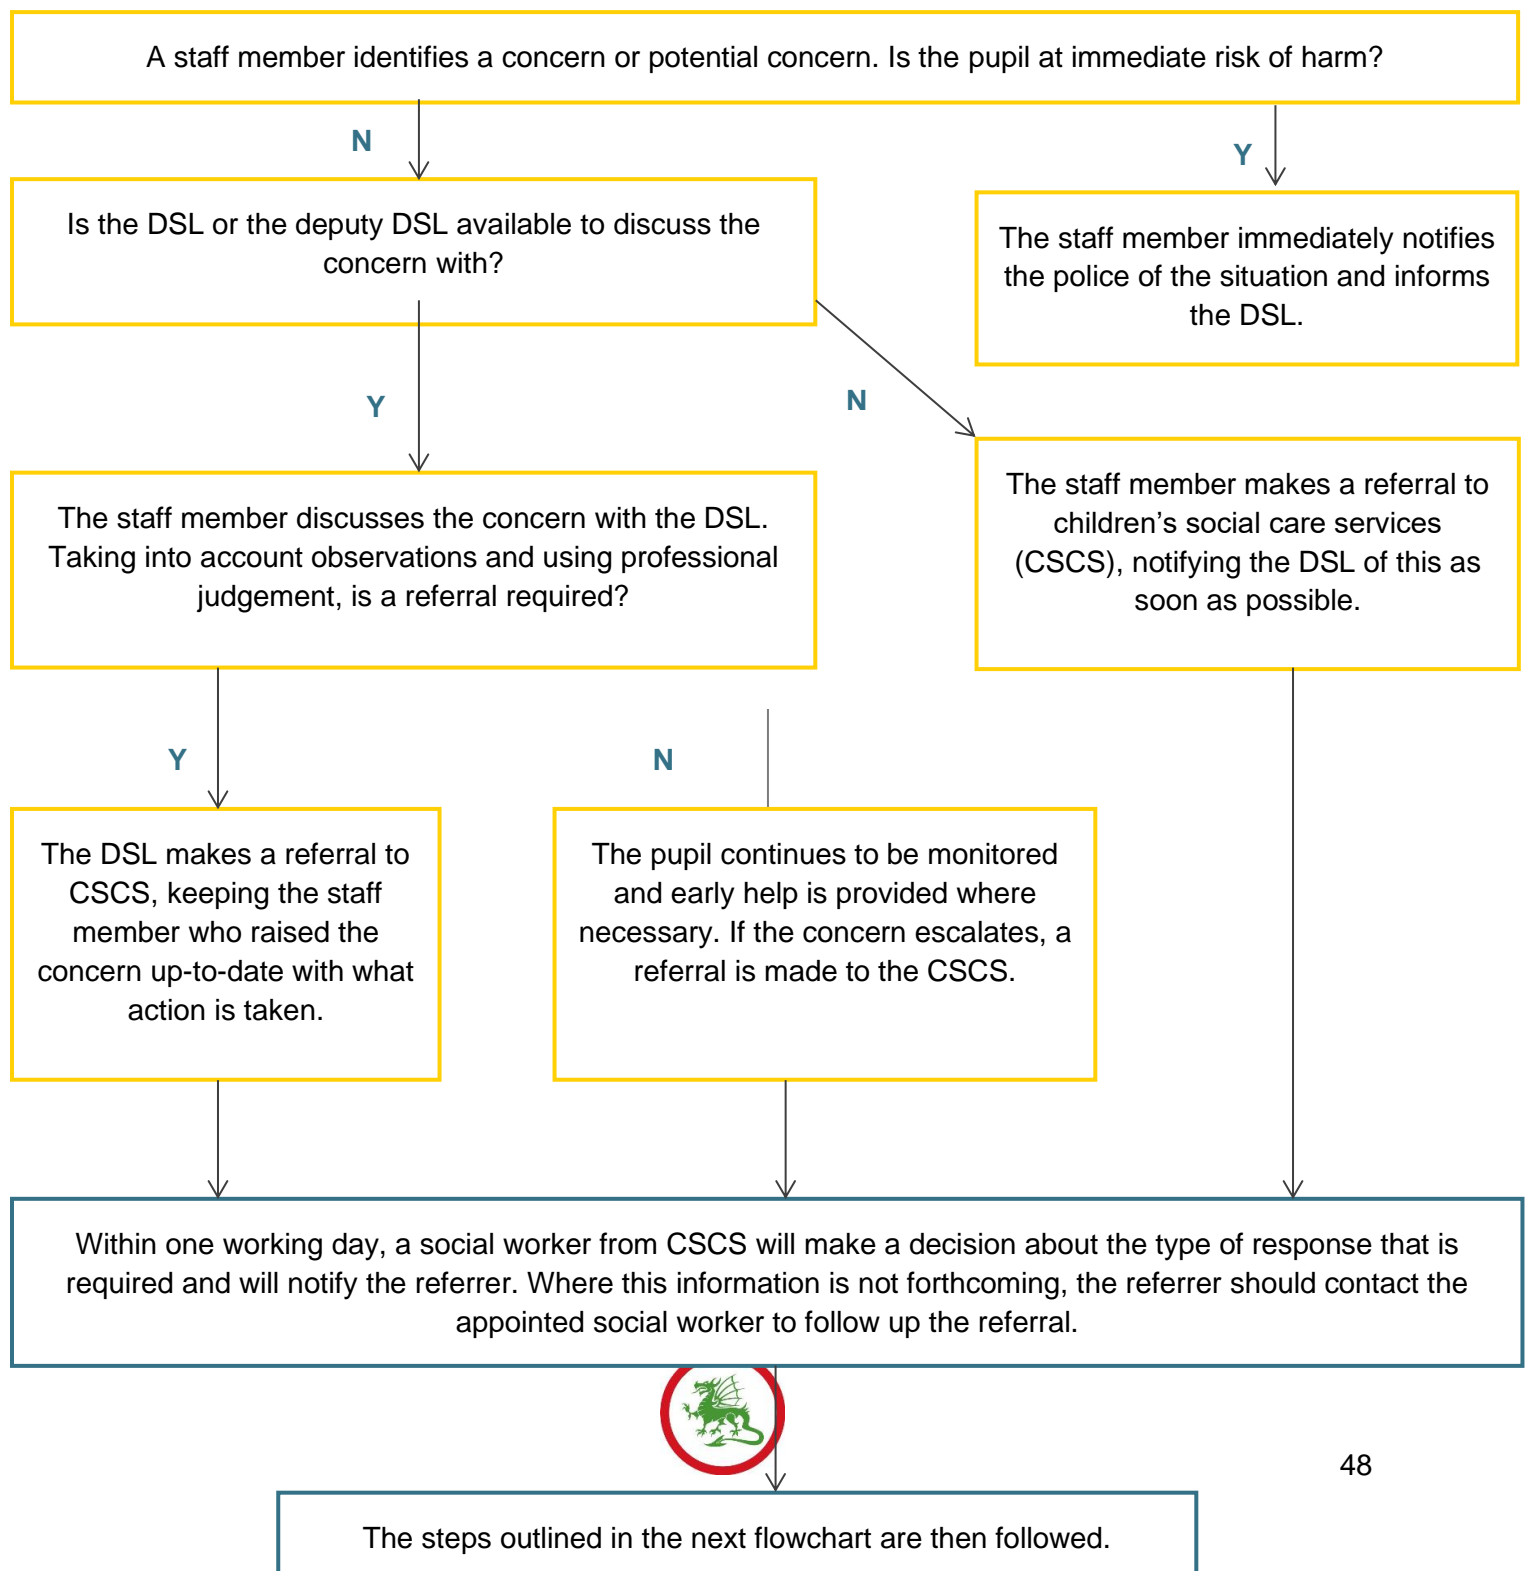 A staff member identifies a concern or potential concern. Is the pupil at immediate risk of harm?
N
Y
Is the DSL or the deputy DSL available to discuss the
concern with?
The staff member immediately notifies
the police of the situation and informs
the DSL.
Y
N
The staff member discusses the concern with the DSL.
Taking into account observations and using professional
judgement, is a referral required?
The staff member makes a referral to
children’s social care services
(CSCS), notifying the DSL of this as
soon as possible.
Y
N
The DSL makes a referral to
CSCS, keeping the staff
member who raised the
concern up-to-date with what
action is taken.
The pupil continues to be monitored
and early help is provided where
necessary. If the concern escalates, a
referral is made to the CSCS.
Within one working day, a social worker from CSCS will make a decision about the type of response that is
required and will notify the referrer. Where this information is not forthcoming, the referrer should contact the
appointed social worker to follow up the referral.
48
The steps outlined in the next flowchart are then followed.